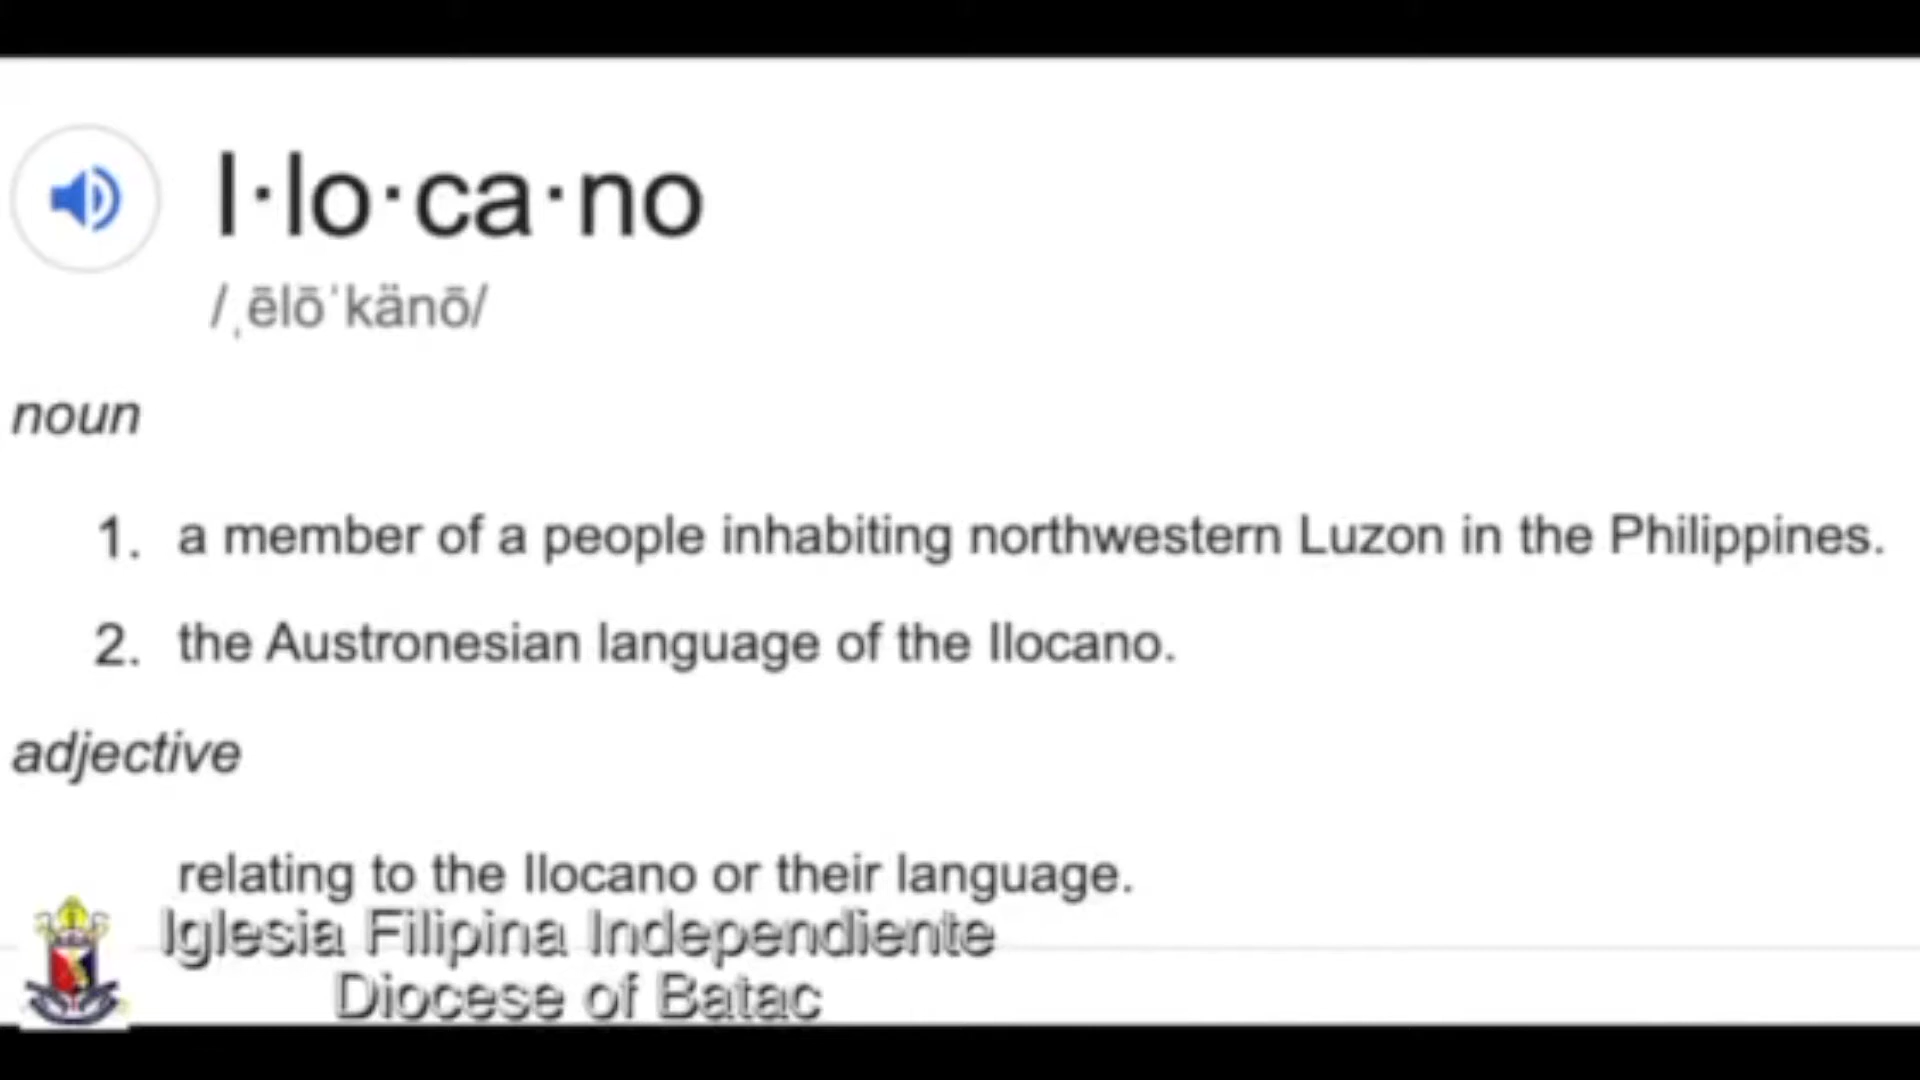 I·lo·ca·no
/ˌēlōˈkänō/
noun
1. a member of a people inhabiting northwestern Luzon in the Philippines.
2. the Austronesian language of the Ilocano.
adjective
relating to the Ilocano or their language.
Iglesia Filipina Independiente
Diocese of Batac